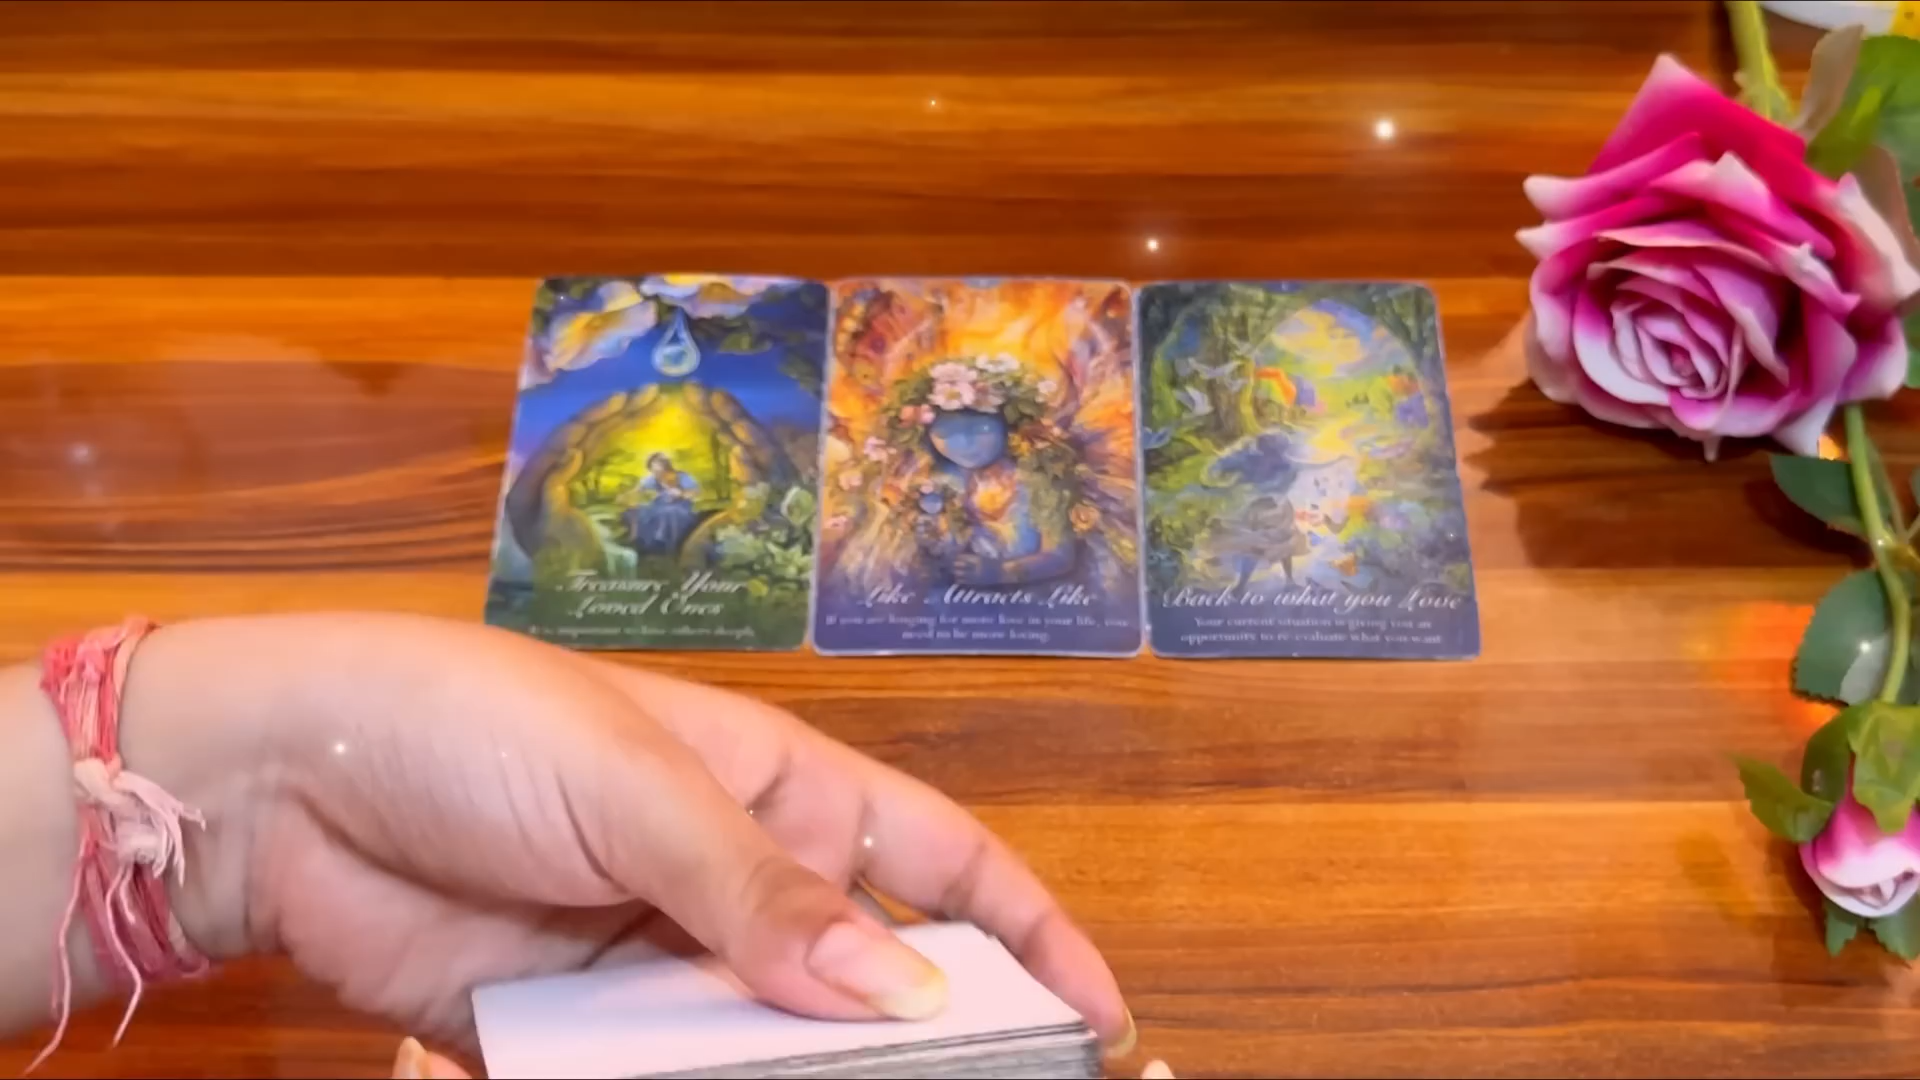 Treasure Your
Loved Ones
important to love others deeply
Like Attracts Like
If you are longing for more love in your life, you
need to be more loving.
Back to what you Love
Your current situation is giving you an
opportunity to re-evaluate what you want